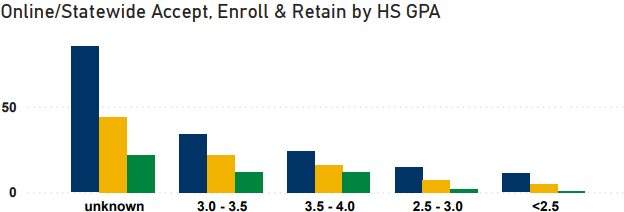 Online/Statewide Accept, Enroll & Retain by HS GPA
50
0
unknown 3.0 - 3.5 3.5 - 4.0 2.5 - 3.0 <2.5